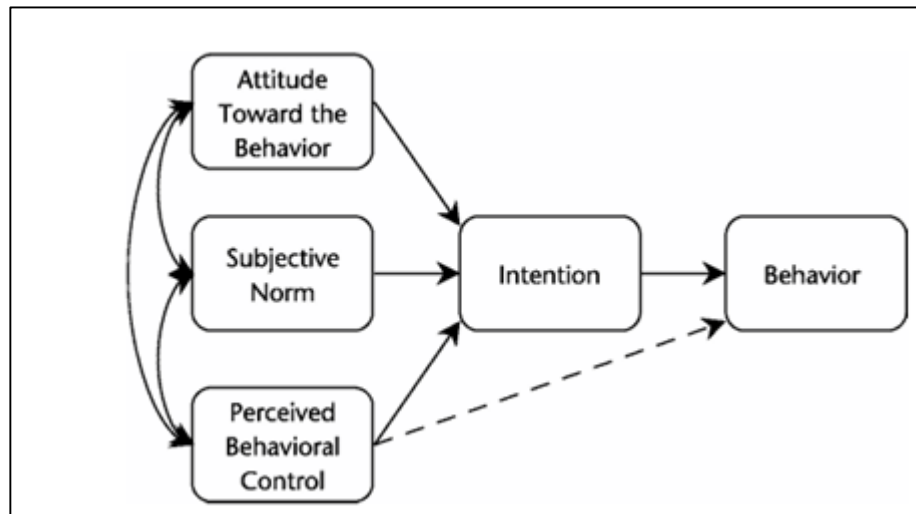 Attitude
Toward the
Behavior
Subjective
Norm
Intention
Behavior
Perceived
Behavioral
Control